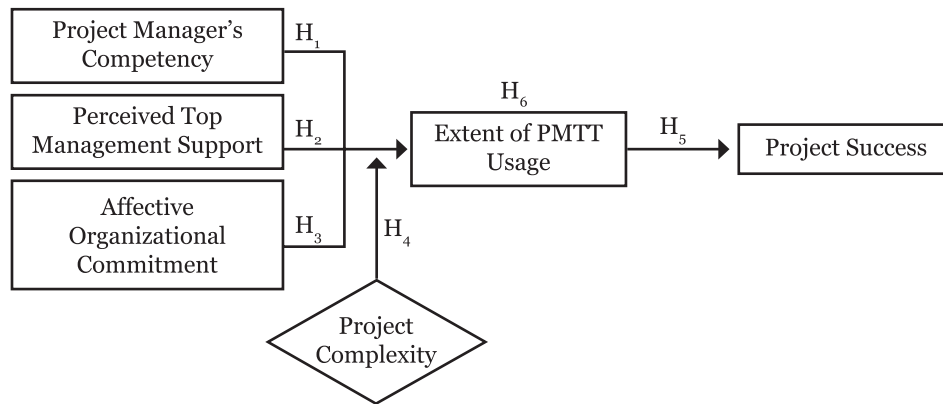 Project Manager's
Competency
H₁
Perceived Top
Management Support
H₂
Affective
Organizational
Commitment
H₃
H₄
Project
Complexity
H₆
Extent of PMTT
Usage
H₅
Project Success